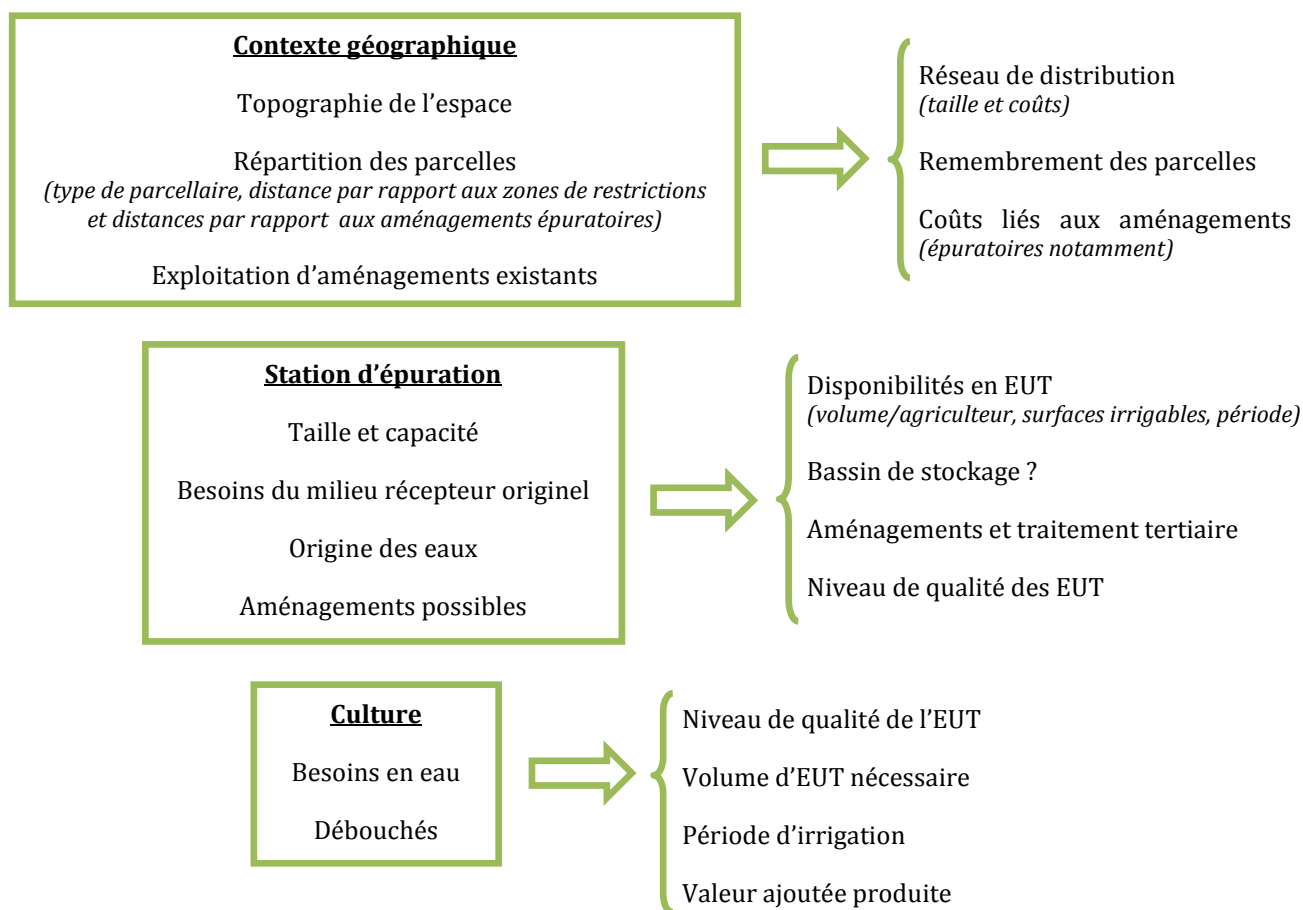 Contexte géographique
Topographie de l'espace
Répartition des parcelles
(type de parcellaire, distance par rapport aux zones de restrictions
et distances par rapport aux aménagements épuratoires)
Exploitation d'aménagements existants
Réseau de distribution
(taille et coûts)
Remembrement des parcelles
Coûts liés aux aménagements
(épuratoires notamment)
Station d'épuration
Taille et capacité
Besoins du milieu récepteur originel
Origine des eaux
Aménagements possibles
Disponibilités en EUT
(volume/agriculteur, surfaces irrigables, période)
Bassin de stockage ?
Aménagements et traitement tertiaire
Niveau de qualité des EUT
Culture
Besoins en eau
Débouchés
Niveau de qualité de l'EUT
Volume d'EUT nécessaire
Période d'irrigation
Valeur ajoutée produite